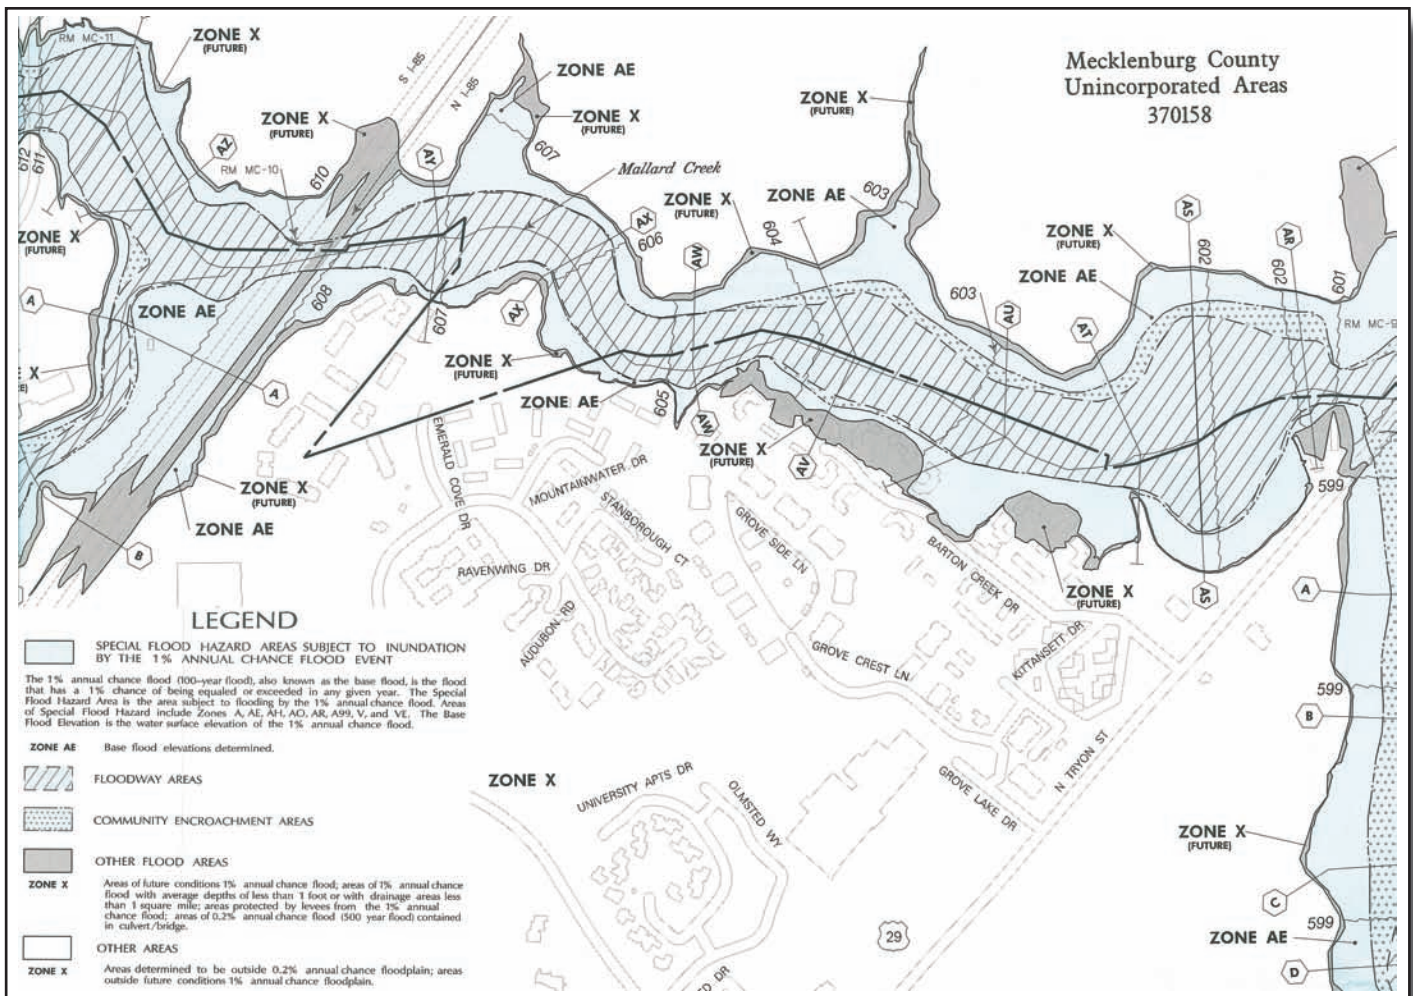 Mecklenburg County
Unincorporated Areas
370158
RM MC-11
ZONE X
(FUTURE)
S I-85
N I-85
ZONE AE
ZONE X
(FUTURE)
ZONE X
(FUTURE)
ZONE X
(FUTURE)
612
611
AZ
RM MC-10
610
AY
607
Mallard Creek
ZONE X
(FUTURE)
ZONE AE
603
AS
ZONE X
(FUTURE)
AX
606
AW
604
ZONE X
(FUTURE)
602
AR
602
601
ZONE AE
A
ZONE AE
608
607
AX
603
AU
AT
RM MC-9
ZONE X
(FUTURE)
X
A
ZONE AE
605
AW
ZONE X
(FUTURE)
AV
EMERALD COVE DR
MOUNTAINWATER DR
STANBOROUGH CT
GROVE SIDE LN
599
ZONE X
(FUTURE)
ZONE AE
B
RAVENWING DR
AUDUBON RD
BARTON CREEK DR
ZONE X
(FUTURE)
AS
A
KITTANSETT DR
GROVE CREST LN
599
B
N TRYON ST
GROVE LAKE DR
ZONE X
UNIVERSITY APTS DR
OLMSTED WY
ZONE X
(FUTURE)
C
599
ZONE AE
D
29
DR
LEGEND
SPECIAL FLOOD HAZARD AREAS SUBJECT TO INUNDATION
BY THE 1% ANNUAL CHANCE FLOOD EVENT
The 1% annual chance flood (100-year flood), also known as the base flood, is the flood
that has a 1% chance of being equaled or exceeded in any given year. The Special
Flood Hazard Area is the area subject to flooding by the 1% annual chance flood. Areas
of Special Flood Hazard include Zones A, AE, AH, AO, AR, A99, V, and VE. The Base
Flood Elevation is the water surface elevation of the 1% annual chance flood.
ZONE AE Base flood elevations determined.
FLOODWAY AREAS
COMMUNITY ENCROACHMENT AREAS
OTHER FLOOD AREAS
ZONE X Areas of future conditions 1% annual chance flood; areas of 1% annual chance
flood with average depths of less than 1 foot or with drainage areas less
than 1 square mile; areas protected by levees from the 1% annual
chance flood; areas of 0.2% annual chance flood (500 year flood) contained
in culvert/bridge.
OTHER AREAS
ZONE X Areas determined to be outside 0.2% annual chance floodplain; areas
outside future conditions 1% annual chance floodplain.